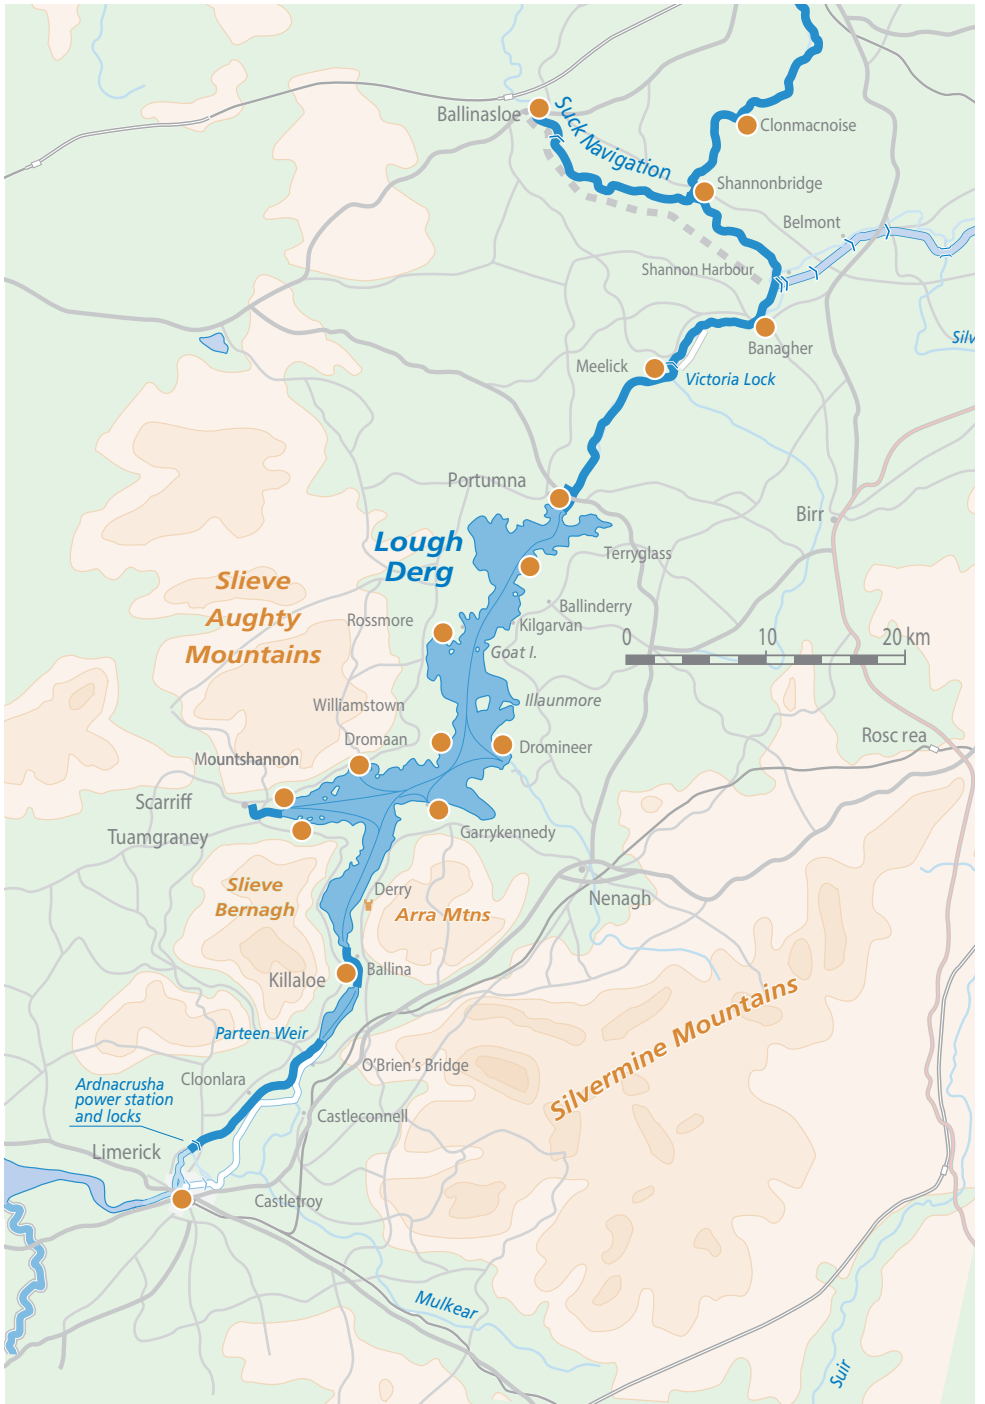 Ballinasloe
Suck Navigation
Clonmacnoise
Shannonbridge
Belmont
Shannon Harbour
Banagher
Silv
Meelick
Victoria Lock
Portumna
Birr
Lough
Derg
Terryglass
Slieve
Aughty
Mountains
Ballinderry
Rossmore
Kilgarvan
0 10 20 km
Goat I.
Illaunmore
Williamstown
Dromaan
Dromineer
Rosc rea
Mountshannon
Scarriff
Tuamgraney
Garrykennedy
Slieve
Bernagh
Derry
Arra Mtns
Nenagh
Killaloe
Ballina
Silvermine Mountains
Parteen Weir
O'Brien's Bridge
Cloonlara
Ardnacrusha
power station
and locks
Castleconnell
Limerick
Castletroy
Mulkear
Suir